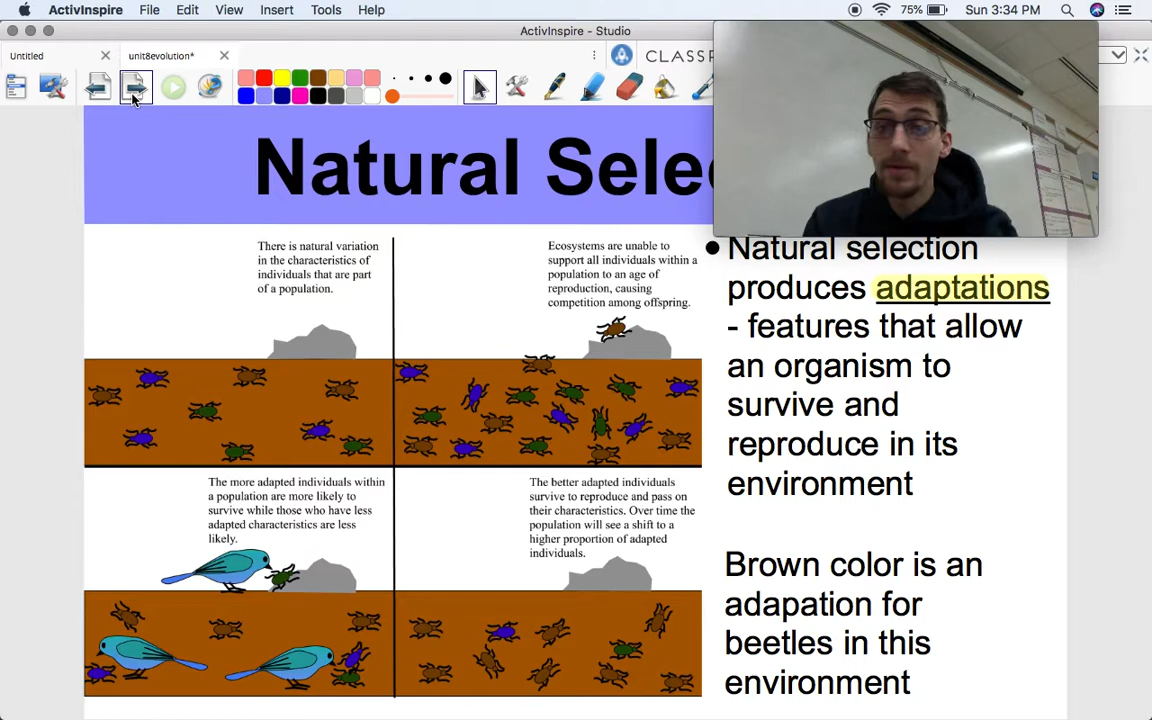 ActivInspire File Edit View Insert Tools Help 75% Sun 3:34 PM
ActivInspire - Studio
Untitled unit8evolution* CLASS
Natural Sele
There is natural variation
in the characteristics of
individuals that are part
of a population.
Ecosystems are unable to
support all individuals within a
population to an age of
reproduction, causing
competition among offspring.
The more adapted individuals within
a population are more likely to
survive while those who have less
adapted characteristics are less
likely.
The better adapted individuals
survive to reproduce and pass on
their characteristics. Over time the
population will see a shift to a
higher proportion of adapted
individuals.
• Natural selection
produces adaptations
- features that allow
an organism to
survive and
reproduce in its
environment
Brown color is an
adapation for
beetles in this
environment